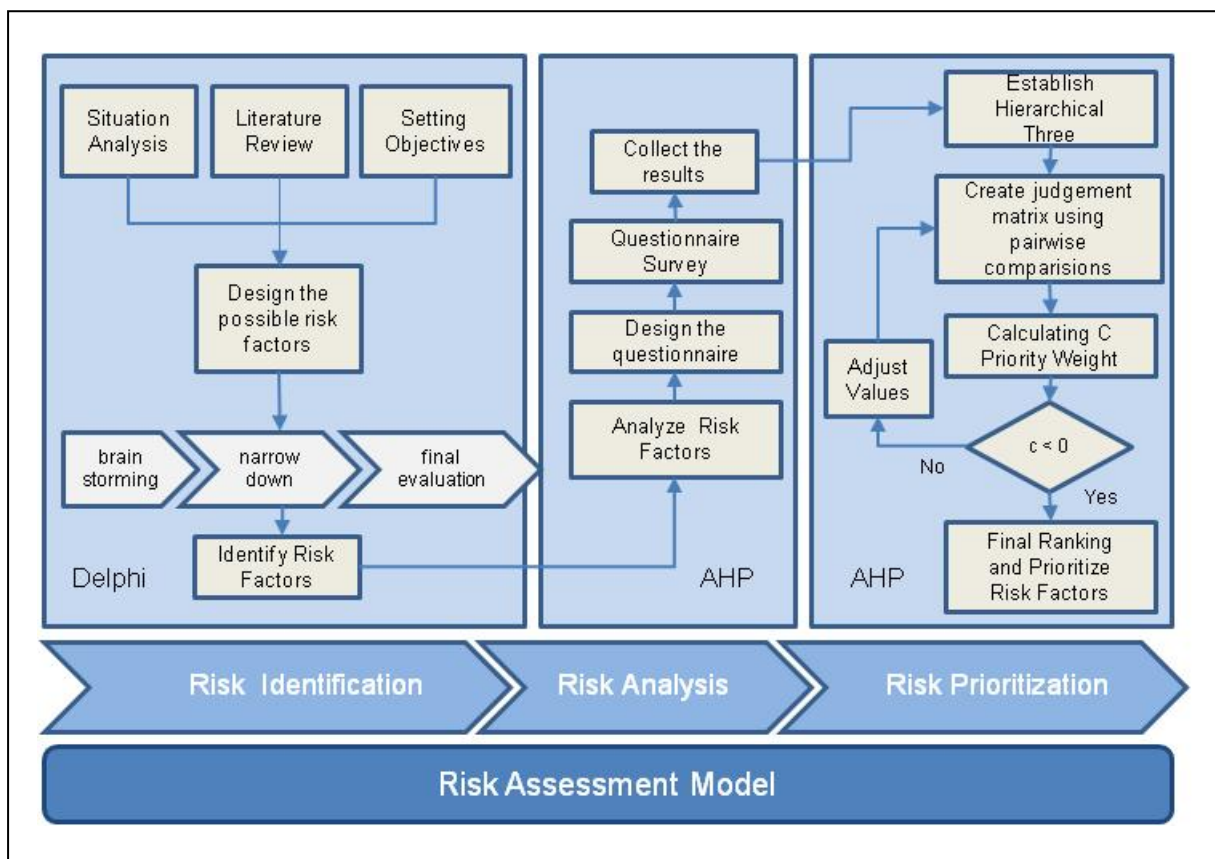 Situation
Analysis
Literature
Review
Setting
Objectives
Design the
possible risk
factors
brain
storming
narrow
down
final
evaluation
Identify Risk
Factors
Delphi
Collect the
results
Questionnaire
Survey
Design the
questionnaire
Analyze Risk
Factors
AHP
Establish
Hierarchical
Three
Create judgement
matrix using
pairwise
comparisions
Calculating C
Priority Weight
Adjust
Values
c < 0
No
Yes
Final Ranking
and Prioritize
Risk Factors
AHP
Risk Identification
Risk Analysis
Risk Prioritization
Risk Assessment Model